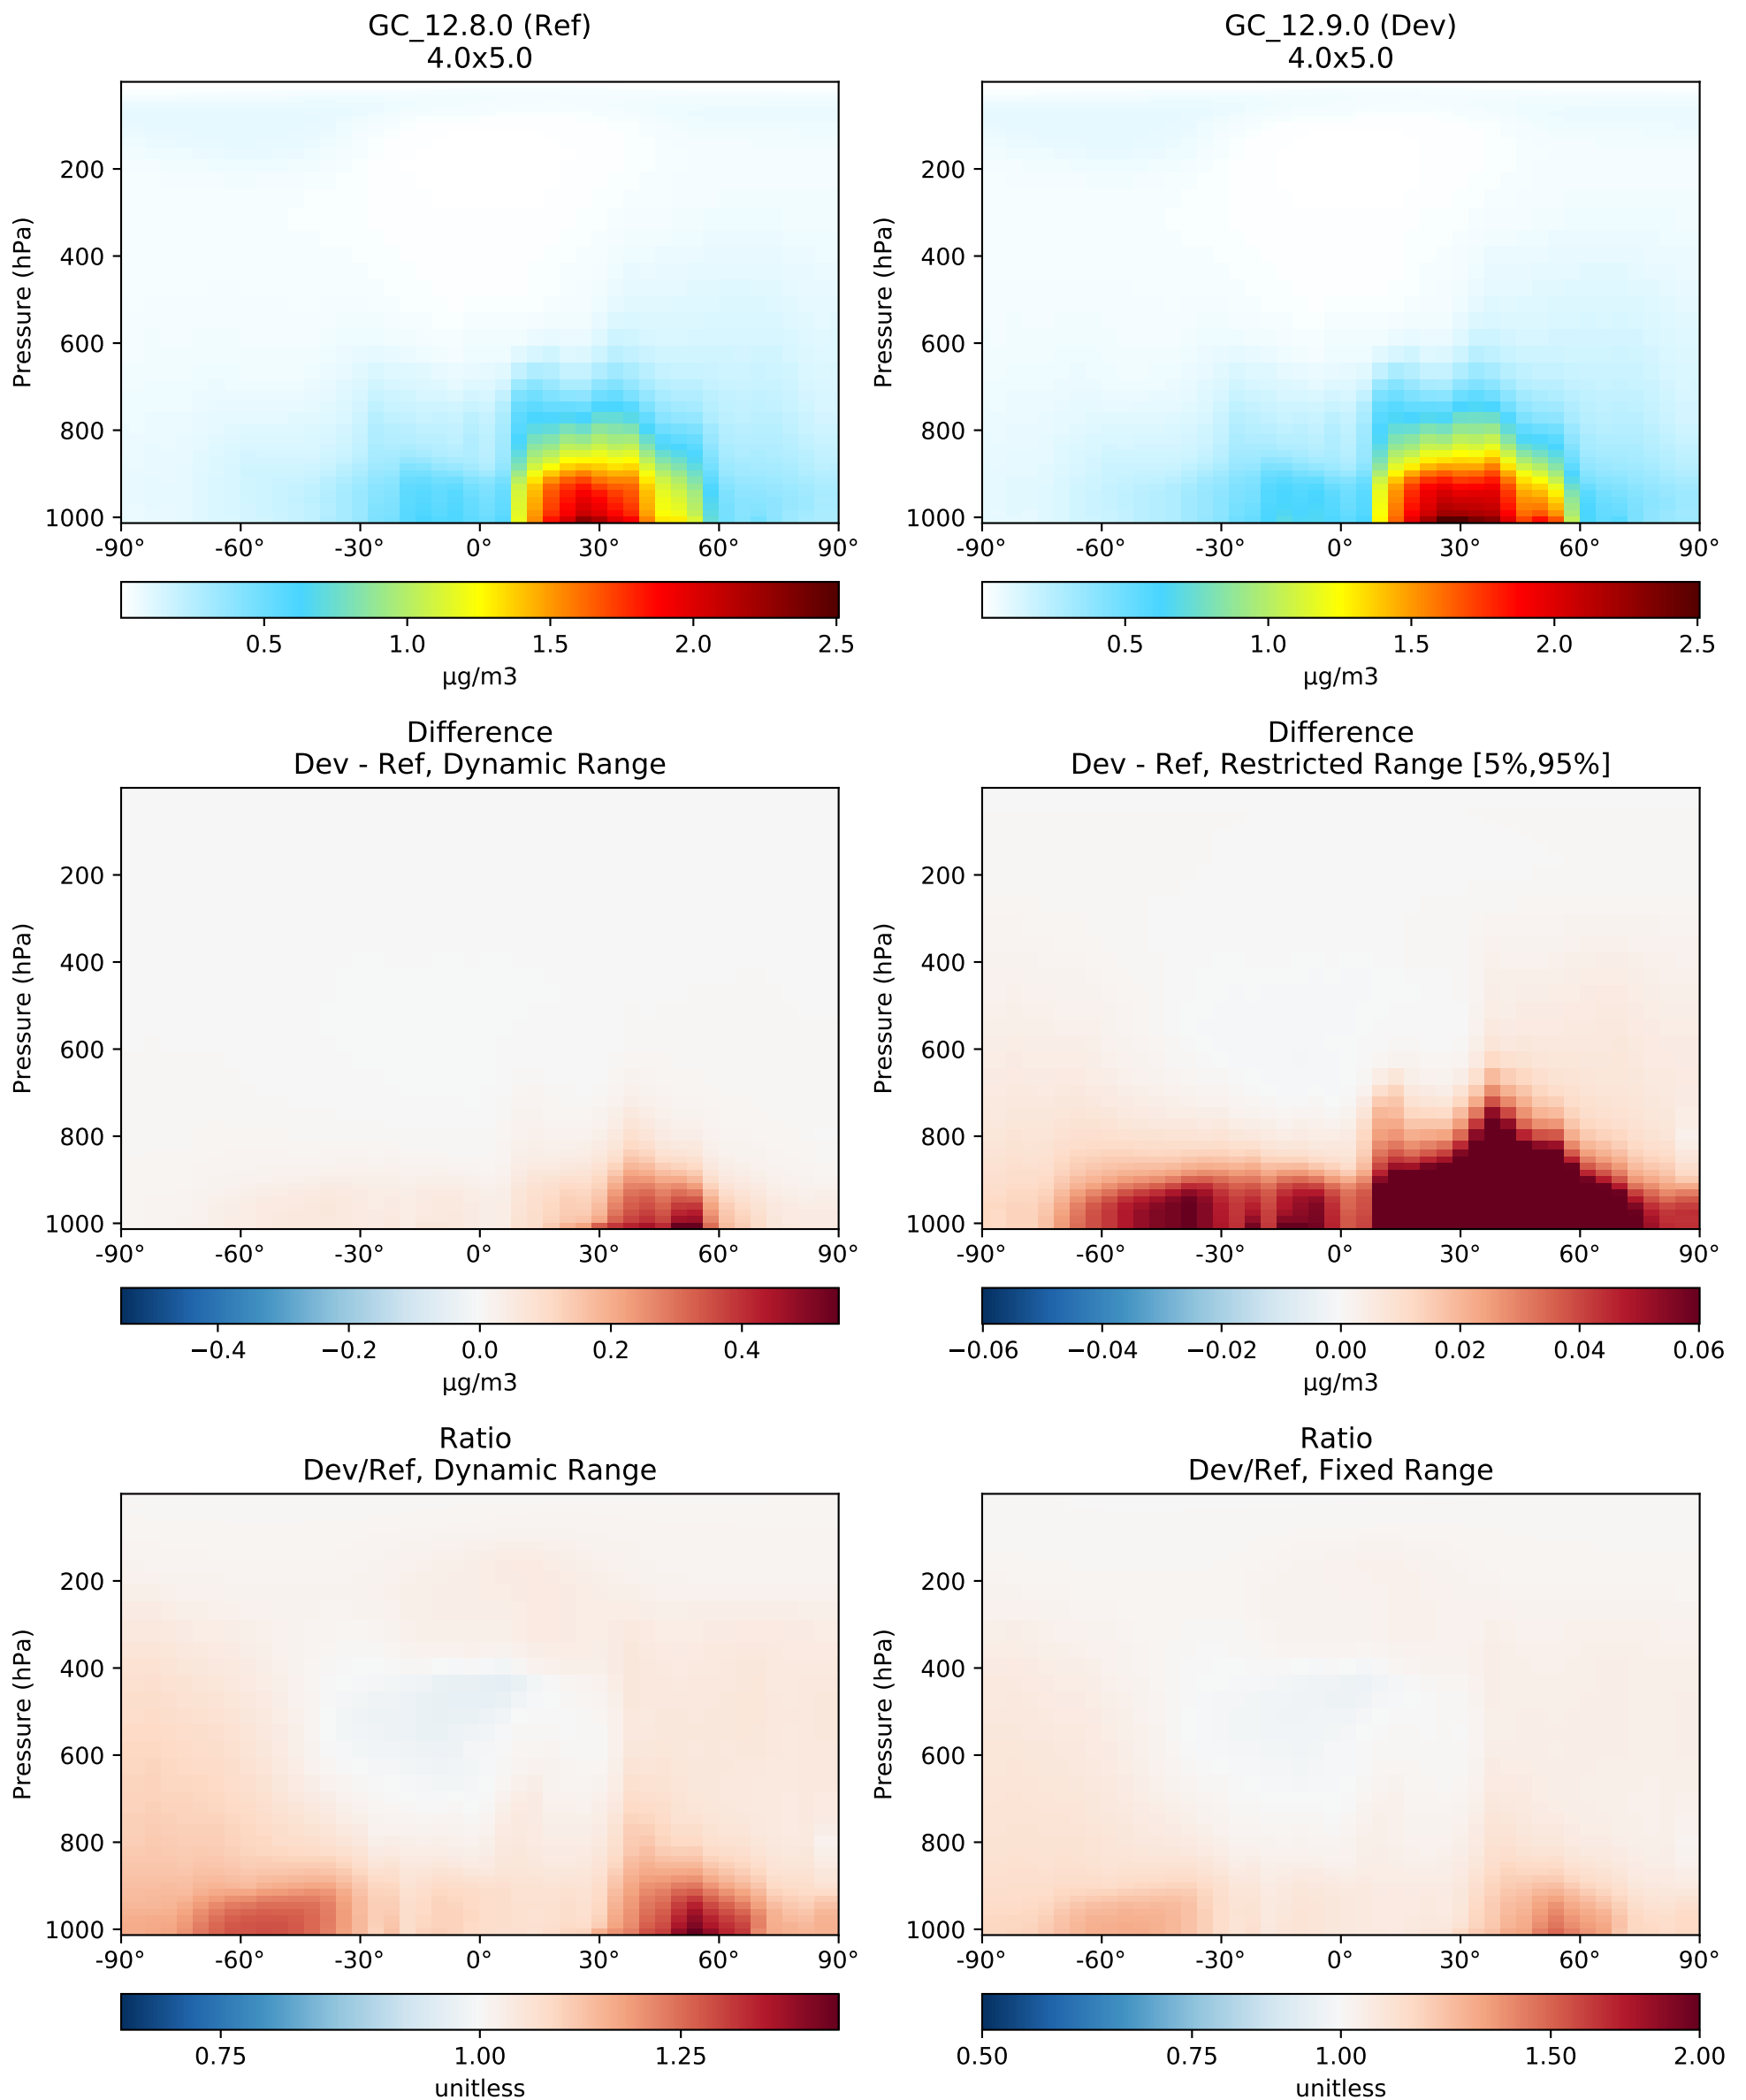 GC_12.8.0 (Ref)
4.0x5.0
Pressure (hPa)
200
400
600
800
1000
-90° -60° -30° 0° 30° 60° 90°
0.5 1.0 1.5 2.0 2.5
µg/m3
GC_12.9.0 (Dev)
4.0x5.0
Pressure (hPa)
200
400
600
800
1000
-90° -60° -30° 0° 30° 60° 90°
0.5 1.0 1.5 2.0 2.5
µg/m3
Difference
Dev - Ref, Dynamic Range
Pressure (hPa)
200
400
600
800
1000
-90° -60° -30° 0° 30° 60° 90°
−0.4 −0.2 0.0 0.2 0.4
µg/m3
Difference
Dev - Ref, Restricted Range [5%,95%]
Pressure (hPa)
200
400
600
800
1000
-90° -60° -30° 0° 30° 60° 90°
−0.06 −0.04 −0.02 0.00 0.02 0.04 0.06
µg/m3
Ratio
Dev/Ref, Dynamic Range
Pressure (hPa)
200
400
600
800
1000
-90° -60° -30° 0° 30° 60° 90°
0.75 1.00 1.25
unitless
Ratio
Dev/Ref, Fixed Range
Pressure (hPa)
200
400
600
800
1000
-90° -60° -30° 0° 30° 60° 90°
0.50 0.75 1.00 1.50 2.00
unitless